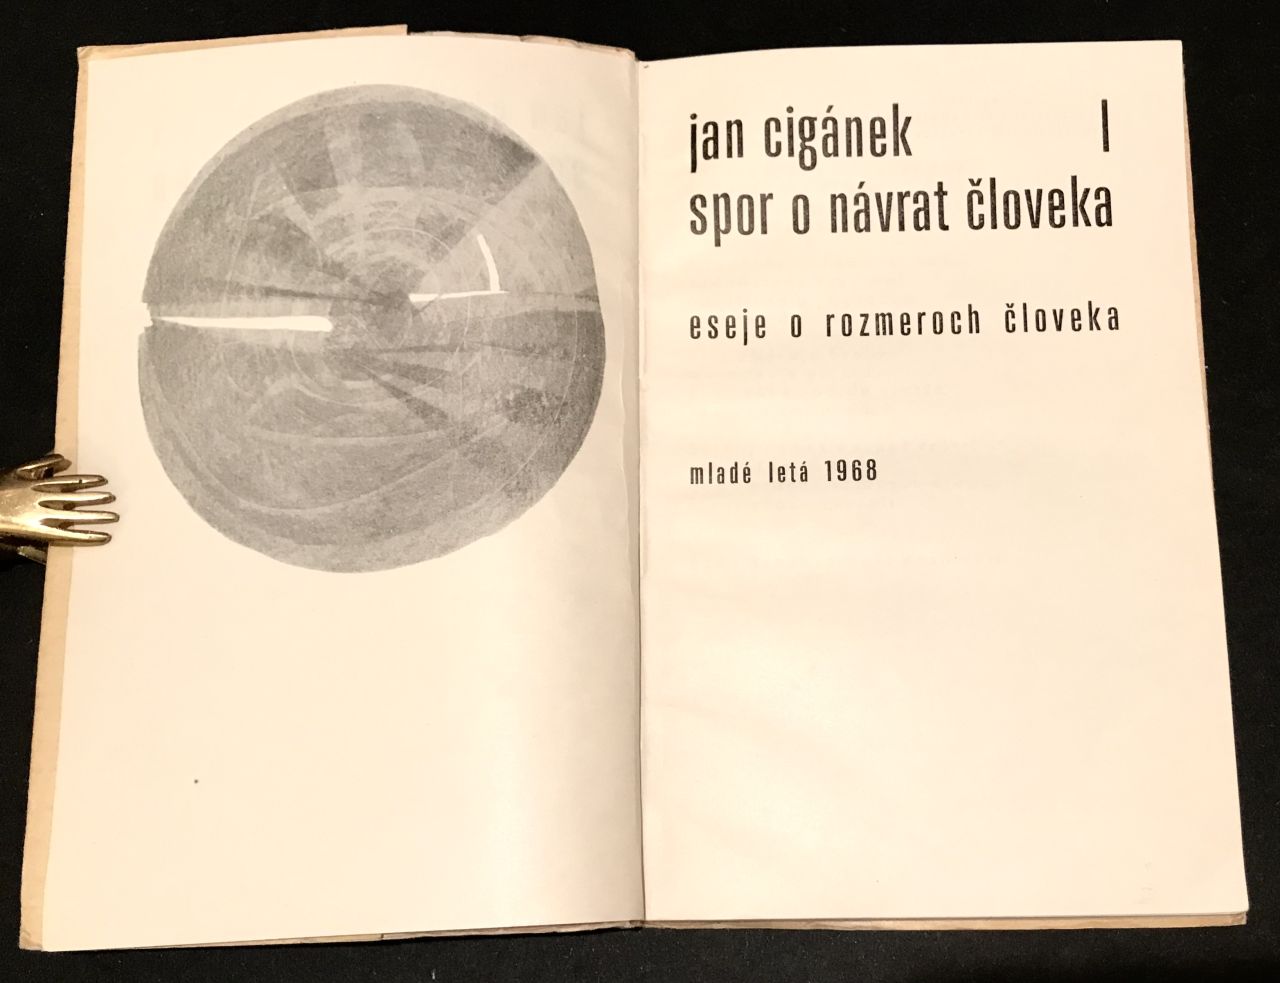 jan cigánek |
spor o návrat človeka
eseje o rozmeroch človeka
mladé letá 1968